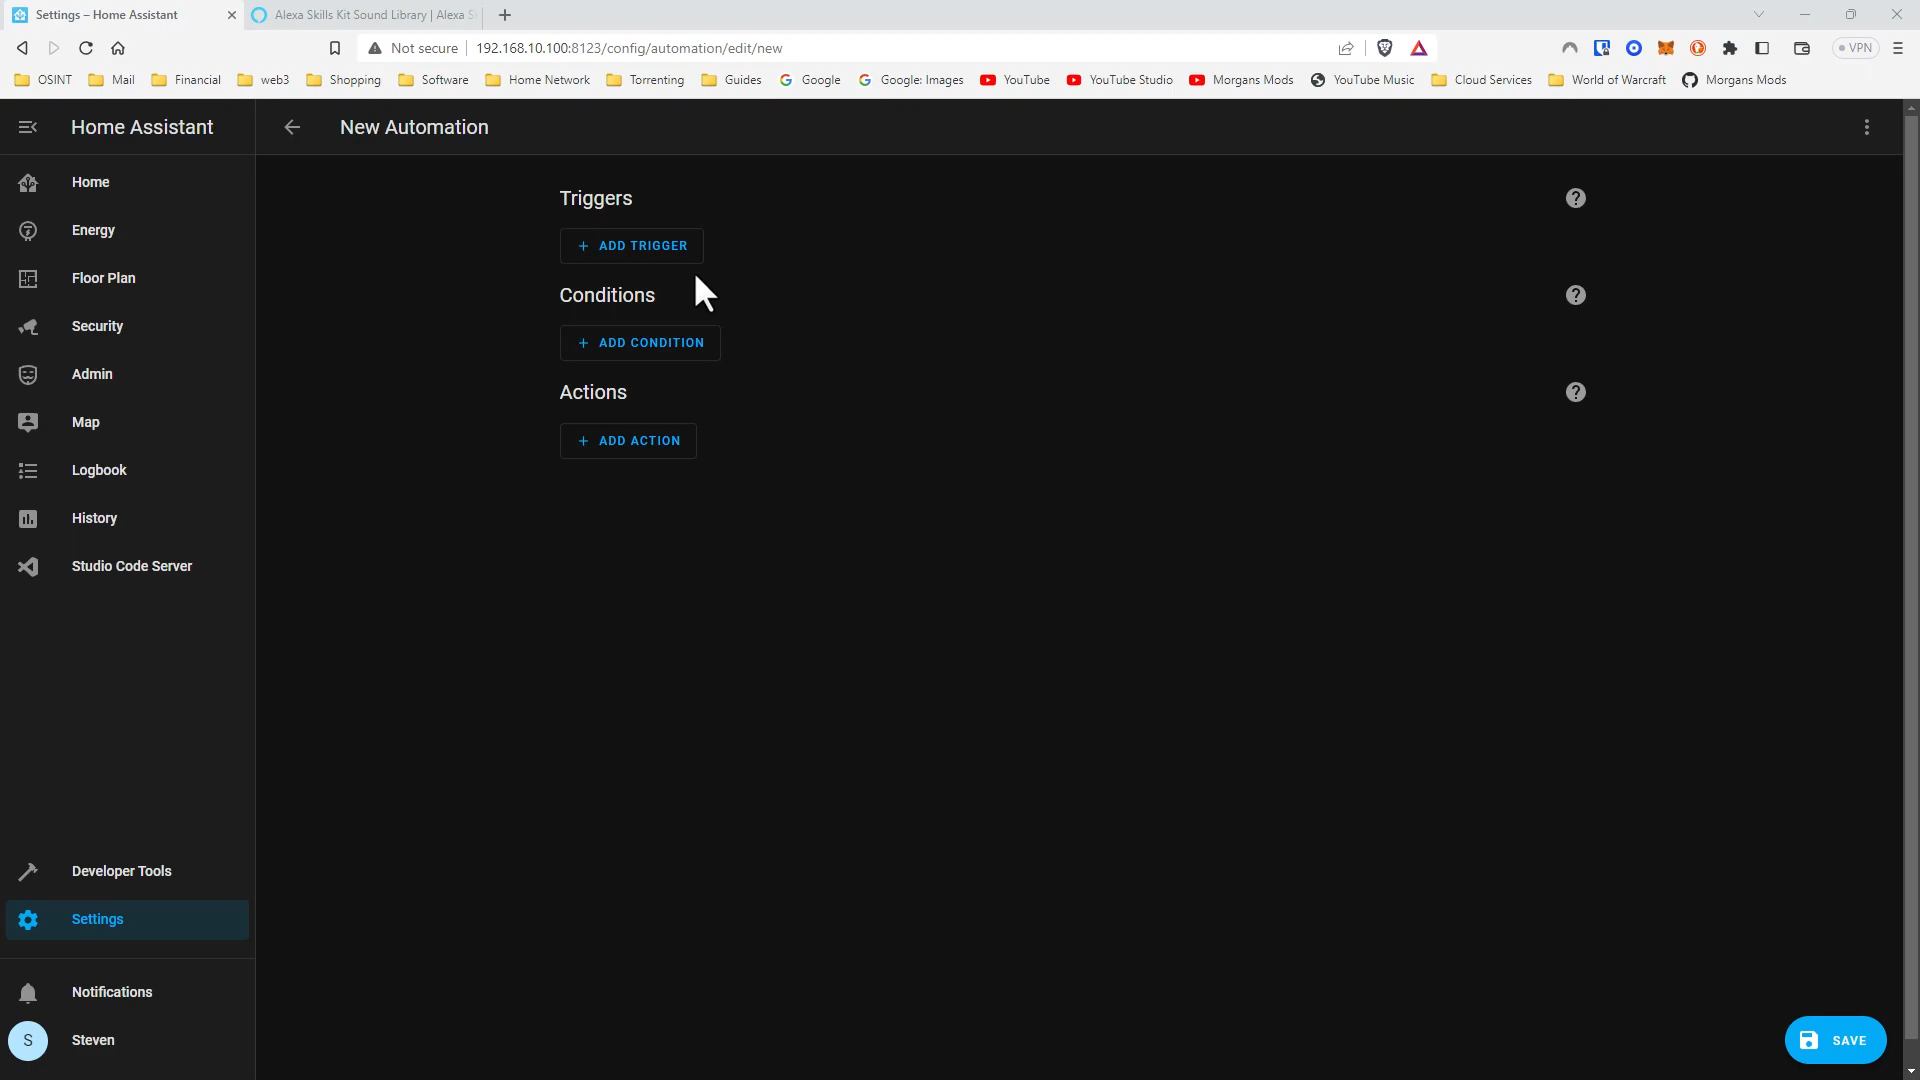 Settings – Home Assistant
Alexa Skills Kit Sound Library | Alexa S
Not secure
192.168.10.100:8123/config/automation/edit/new
VPN
OSINT
Mail
Financial
web3
Shopping
Software
Home Network
Torrenting
Guides
Google
Google: Images
YouTube
YouTube Studio
Morgans Mods
YouTube Music
Cloud Services
World of Warcraft
Morgans Mods
Home Assistant
New Automation
Home
Energy
Floor Plan
Security
Admin
Map
Logbook
History
Studio Code Server
Developer Tools
Settings
Notifications
S
Steven
Triggers
ADD TRIGGER
Conditions
ADD CONDITION
Actions
ADD ACTION
SAVE